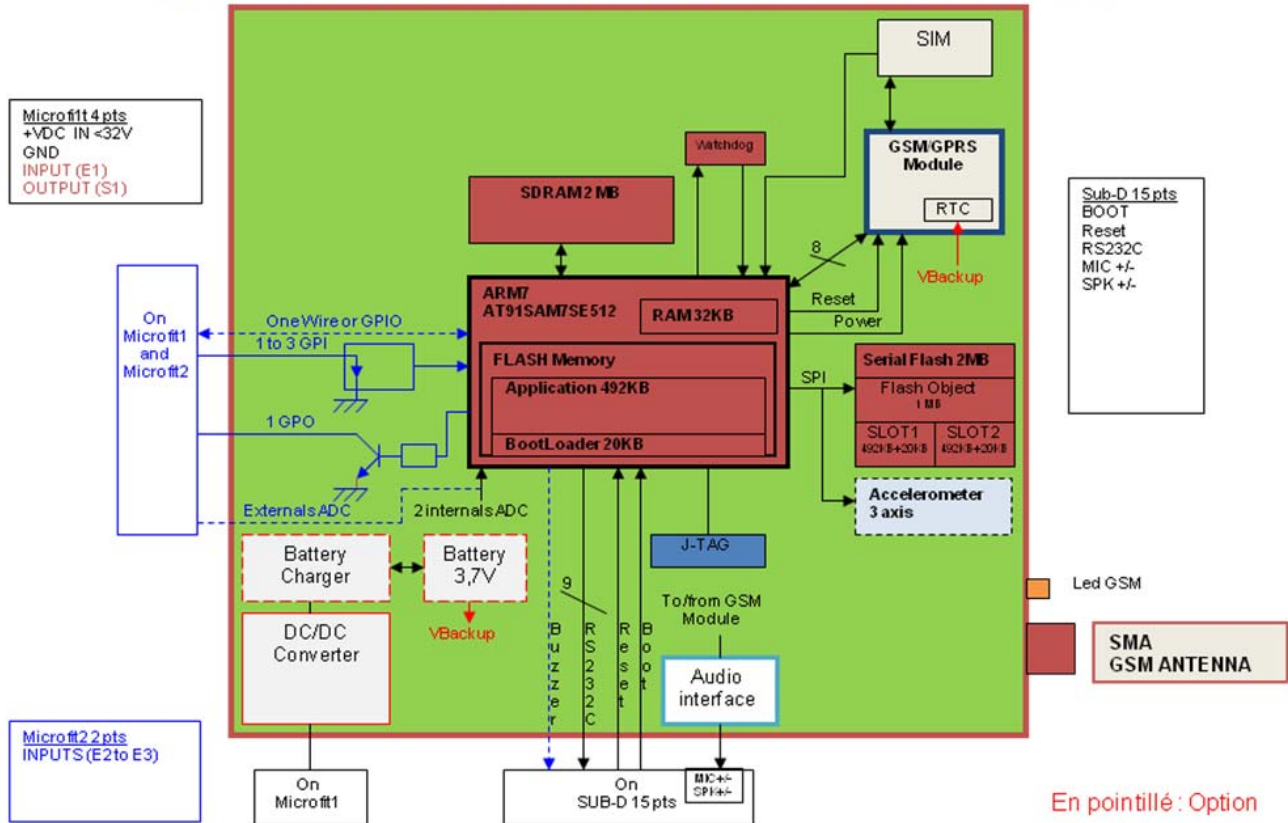 SIM
Microfi1t 4 pts
+VDC IN <32V
GND
INPUT (E1)
OUTPUT (S1)
Watchdog
GSM/GPRS
Module
RTC
SDRAM 2 MB
Sub-D 15 pts
BOOT
Reset
RS232C
MIC +/-
SPK +/-
8
VBackup
On
Microfit1
and
Microfit2
One Wire or GPIO
1 to 3 GPI
1 GPO
Externals ADC
2 internals ADC
ARM7
AT91SAM7SE512
RAM 32KB
FLASH Memory
Application 492KB
BootLoader 20KB
Reset
Power
SPI
Serial Flash 2MB
Flash Object
1 MB
SLOT1
492KB+20KB
SLOT2
492KB+20KB
Accelerometer
3 axis
Battery
Charger
Battery
3,7V
VBackup
DC/DC
Converter
9
Buzzer
RS232C
Reset
Boot
J-TAG
To/from GSM
Module
Audio
interface
Led GSM
SMA
GSM ANTENNA
Microfit2 2pts
INPUTS (E2 to E3)
On
Microfit1
On
SUB-D 15 pts
MIC+/-
SPK+/-
En pointillé : Option